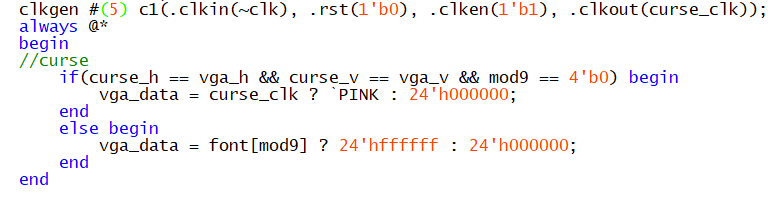 clkgen #(5) c1(.clkin(~clk), .rst(1'b0), .clken(1'b1), .clkout(curse_clk));
always @*
begin
//curse
    if(curse_h == vga_h && curse_v == vga_v && mod9 == 4'b0) begin
        vga_data = curse_clk ? `PINK : 24'h000000;
    end
    else begin
        vga_data = font[mod9] ? 24'hffffff : 24'h000000;
    end
end